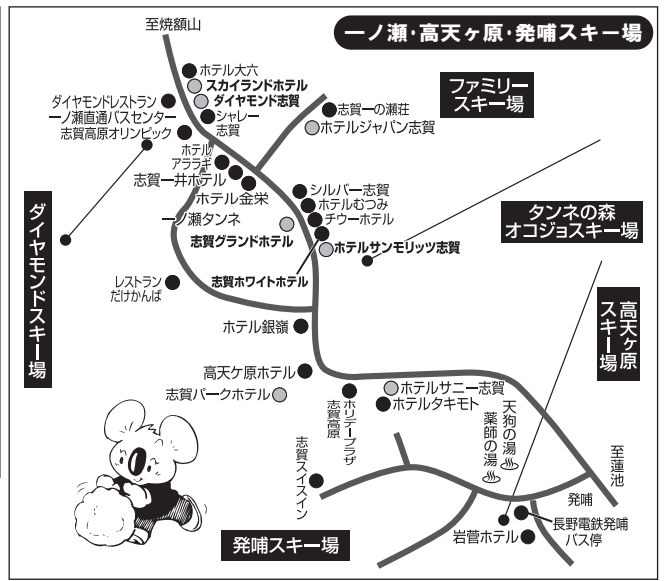 一ノ瀬・高天ヶ原・発哺スキー場
至焼額山
ホテル大六
スカイランドホテル
ダイヤモンド志賀
シャレー
志賀
ダイヤモンドレストラン
一ノ瀬直通バスセンター
志賀高原オリンピック
志賀一の瀬荘
ホテルジャパン志賀
ファミリー
スキー場
ホテル
アララギ
志賀一井ホテル
ホテル金栄
一ノ瀬タンネ
志賀グランドホテル
シルバー志賀
ホテルむつみ
チウーホテル
ホテルサンモリッツ志賀
志賀ホワイトホテル
タンネの森
オコジョスキー場
ダイヤモンドスキー場
レストラン
だけかんば
ホテル銀嶺
高天ヶ原
スキー場
高天ケ原ホテル
志賀パークホテル
ホリデープラザ
志賀高原
ホテルサニー志賀
ホテルタキモト
天狗の湯
薬師の湯
至蓮池
志賀スイスイン
発哺
長野電鉄発哺
バス停
岩菅ホテル
発哺スキー場